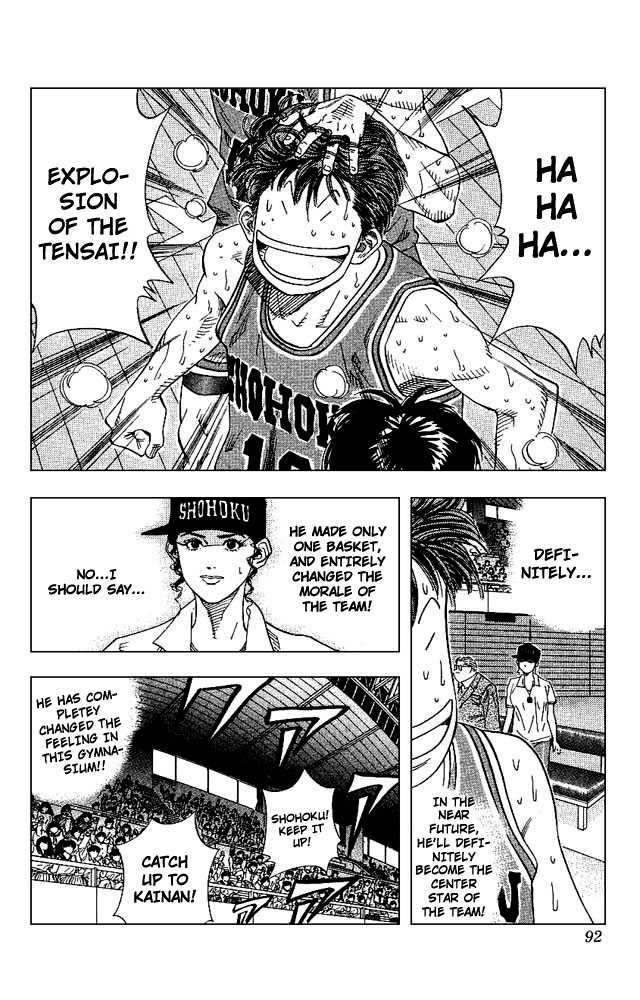 SHOHOKU
HA
HA
HA...
EXPLO-
SION
OF THE
TENSAI!!
SHOHOKU
10
DEFI-
NITELY...
IN THE
NEAR
FUTURE,
HE'LL DEFI-
NITELY
BECOME THE
CENTER
STAR OF
THE TEAM!
U
HE MADE ONLY
ONE BASKET,
AND ENTIRELY
CHANGED THE
MORALE OF
THE TEAM!
SHOHOKU
NO...I
SHOULD SAY...
HE HAS COM-
PLETEY
CHANGED THE
FEELING IN
THIS GYMNA-
SIUM!!
SHOHOKU!
KEEP IT
UP!
CATCH
UP TO
KAINAN!
92